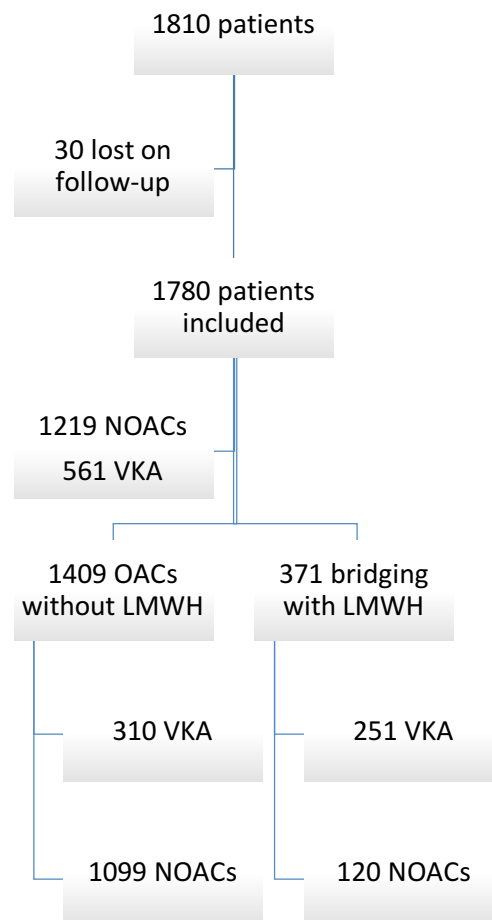 1810 patients
30 lost on
follow-up
1780 patients
included
1219 NOACs
561 VKA
1409 OACs
without LMWH
371 bridging
with LMWH
310 VKA
251 VKA
1099 NOACs
120 NOACs